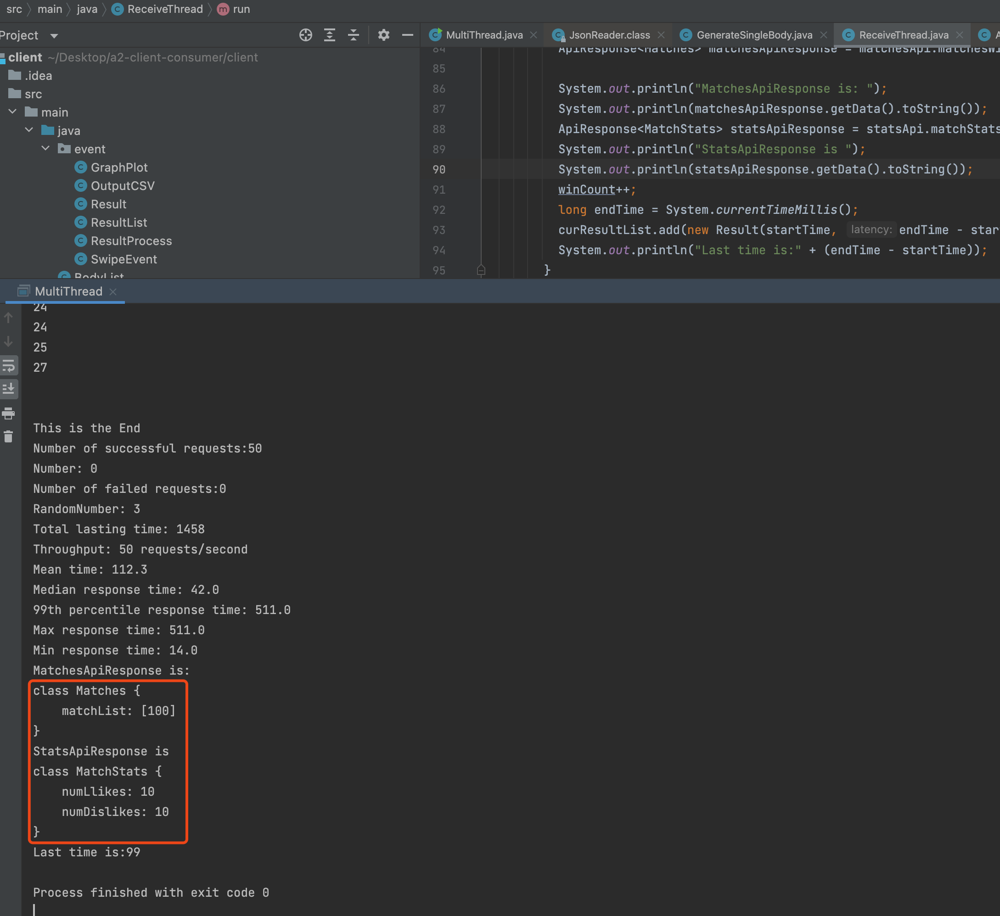 src main java ReceiveThread run
Project
MultiThread.java JsonReader.class GenerateSingleBody.java ReceiveThread.java
client ~/Desktop/a2-client-consumer/client
.idea
src
main
java
event
GraphPlot
OutputCSV
Result
ResultList
ResultProcess
SwipeEvent
BodyList
84 ApiResponse<Matches> matchesApiResponse = matchesApi.matchesWi
85
86 System.out.println("MatchesApiResponse is: ");
87 System.out.println(matchesApiResponse.getData().toString());
88 ApiResponse<MatchStats> statsApiResponse = statsApi.matchStats
89 System.out.println("StatsApiResponse is ");
90 System.out.println(statsApiResponse.getData().toString());
91 winCount++;
92 long endTime = System.currentTimeMillis();
93 curResultList.add(new Result(startTime, latency: endTime - star
94 System.out.println("Last time is:" + (endTime - startTime));
95 }
MultiThread
24
24
25
27
This is the End
Number of successful requests:50
Number: 0
Number of failed requests:0
RandomNumber: 3
Total lasting time: 1458
Throughput: 50 requests/second
Mean time: 112.3
Median response time: 42.0
99th percentile response time: 511.0
Max response time: 511.0
Min response time: 14.0
MatchesApiResponse is:
class Matches {
matchList: [100]
}
StatsApiResponse is
class MatchStats {
numLlikes: 10
numDislikes: 10
}
Last time is:99
Process finished with exit code 0